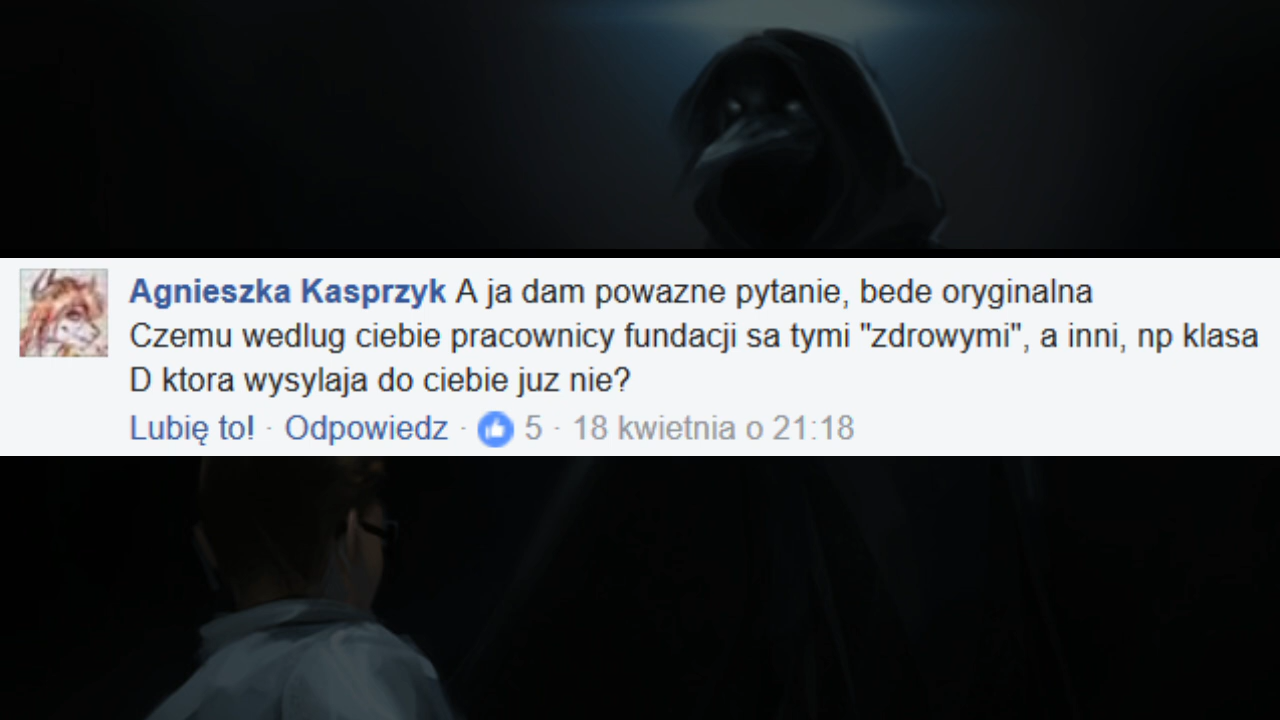 Agnieszka Kasprzyk A ja dam powazne pytanie, bede oryginalna
Czemu wedlug ciebie pracownicy fundacji sa tymi "zdrowymi", a inni, np klasa
D ktora wysylaja do ciebie juz nie?
Lubię to! · Odpowiedz · 5 · 18 kwietnia o 21:18